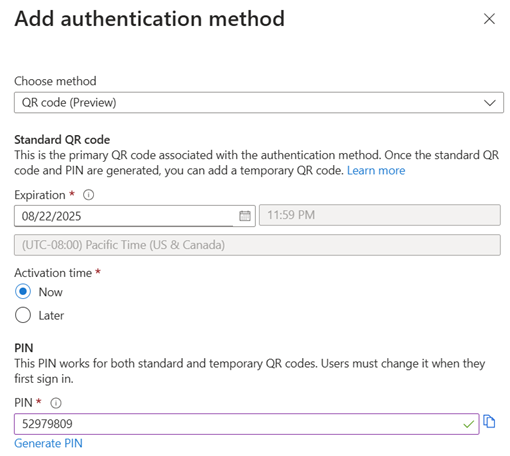 Add authentication method
Choose method
QR code (Preview)
Standard QR code
This is the primary QR code associated with the authentication method. Once the standard QR
code and PIN are generated, you can add a temporary QR code. Learn more
Expiration *
08/22/2025
11:59 PM
(UTC-08:00) Pacific Time (US & Canada)
Activation time *
Now
Later
PIN
This PIN works for both standard and temporary QR codes. Users must change it when they
first sign in.
PIN *
52979809
Generate PIN